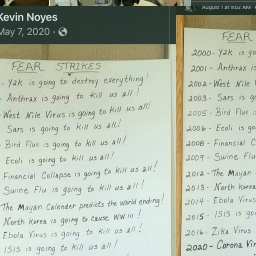 Kevin Noyes
May 7, 2020 ·
August 1 at 9:02 AM
FEAR STRIKES
- Y2K is going to destroy everything!
- Anthrax is going to kill us all!
- West Nile Virus is going to kill us all!
Sars is going to kill us all!
- Bird Flu is going to kill us all!
Ecoli is going to kill us all!
Financial Collapse is going to kill us all!
Swine Flu is going to kill us all!
The Mayan Calender predicts the world ending!
North Korea is going to cause WW III!
Ebola Virus is going to kill us all!
ISIS is going to kill us all!
FEAR
2000- Y2K is go
2001- Anthrax is
2002- West Nil
2003- Sars is g
2005- Bird Flu
2006- Ecoli is go
2008- Financial C
2009- Swine Flu
2012- The Mayan
2013- North Korea
2014- Ebola Virus
2015- ISIS is go
2016- Zika Virus
2020- Corona Vir